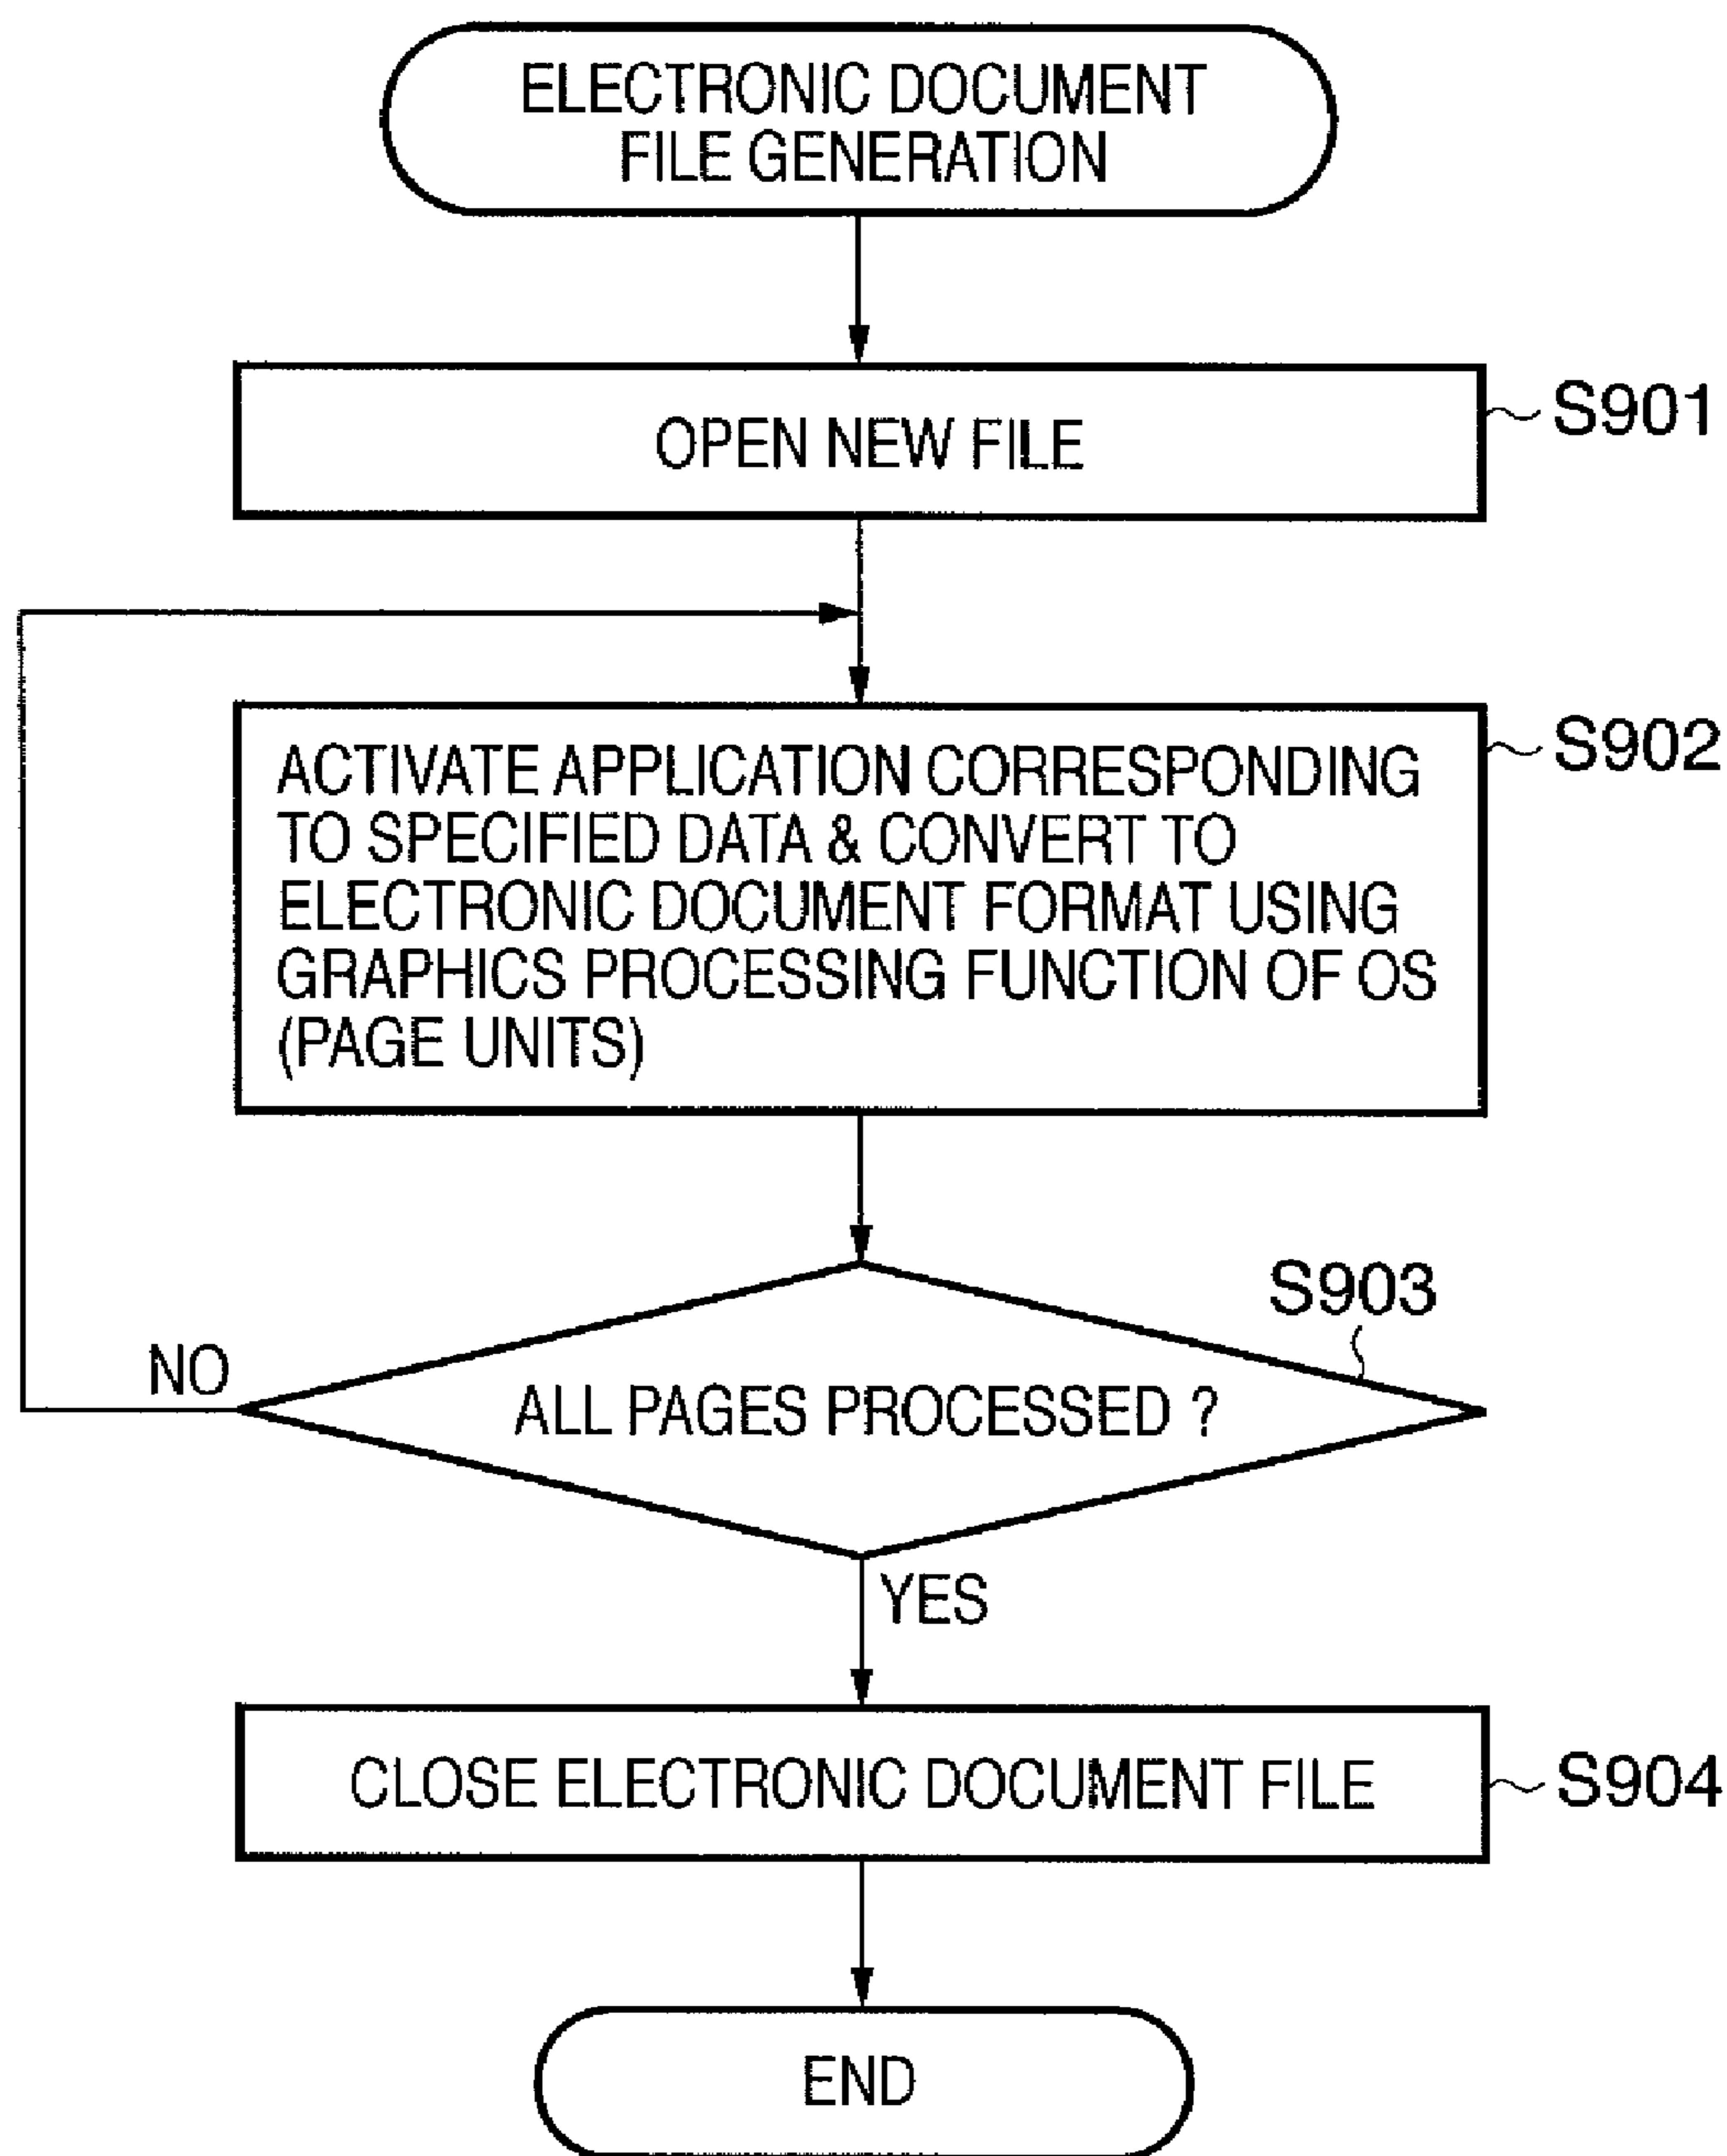 ELECTRONIC DOCUMENT
FILE GENERATION
OPEN NEW FILE
S901
ACTIVATE APPLICATION CORRESPONDING
TO SPECIFIED DATA & CONVERT TO
ELECTRONIC DOCUMENT FORMAT USING
GRAPHICS PROCESSING FUNCTION OF OS
(PAGE UNITS)
S902
S903
NO
ALL PAGES PROCESSED ?
YES
CLOSE ELECTRONIC DOCUMENT FILE
S904
END